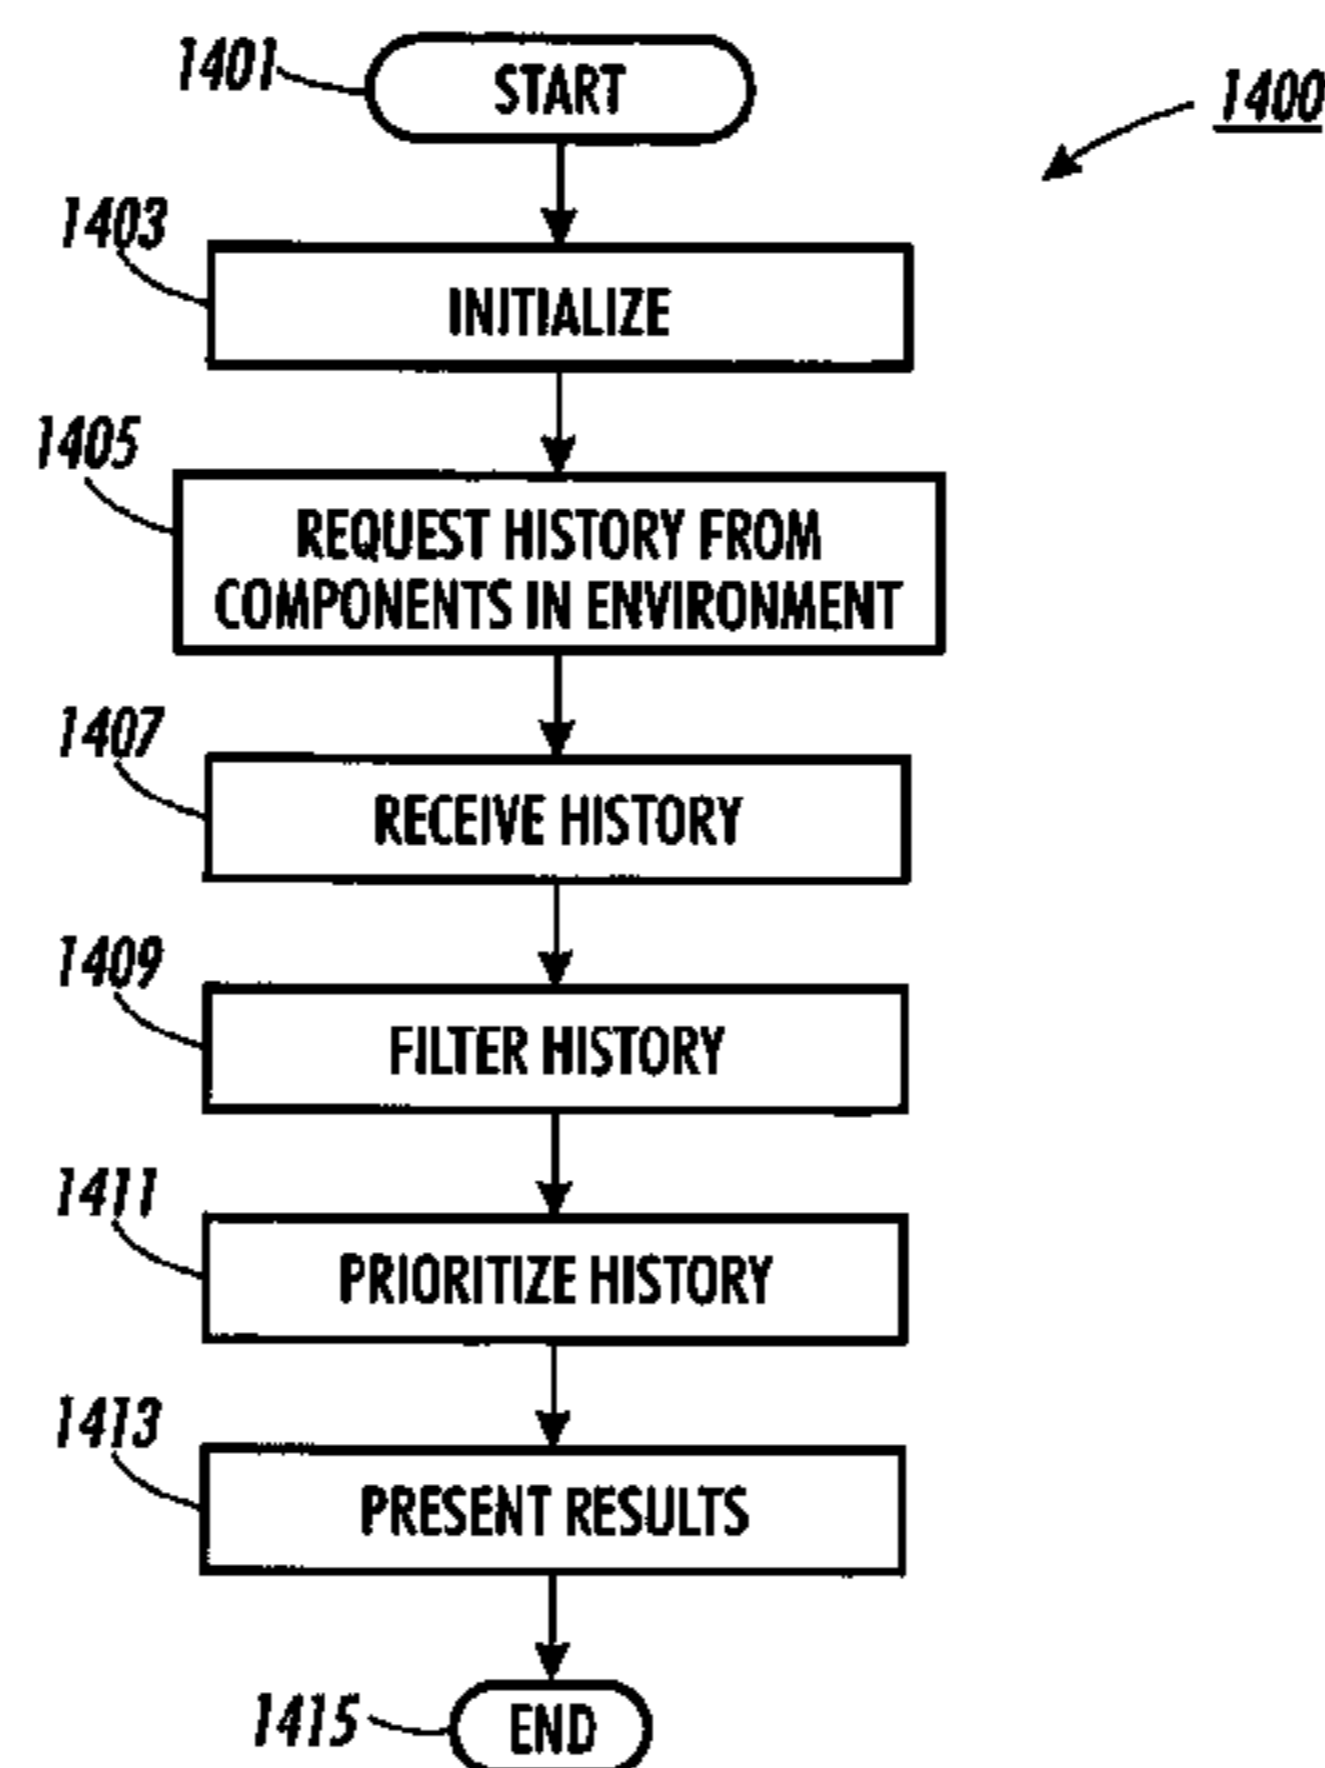 1401
START
1400
1403
INITIALIZE
1405
REQUEST HISTORY FROM
COMPONENTS IN ENVIRONMENT
1407
RECEIVE HISTORY
1409
FILTER HISTORY
1411
PRIORITIZE HISTORY
1413
PRESENT RESULTS
1415
END